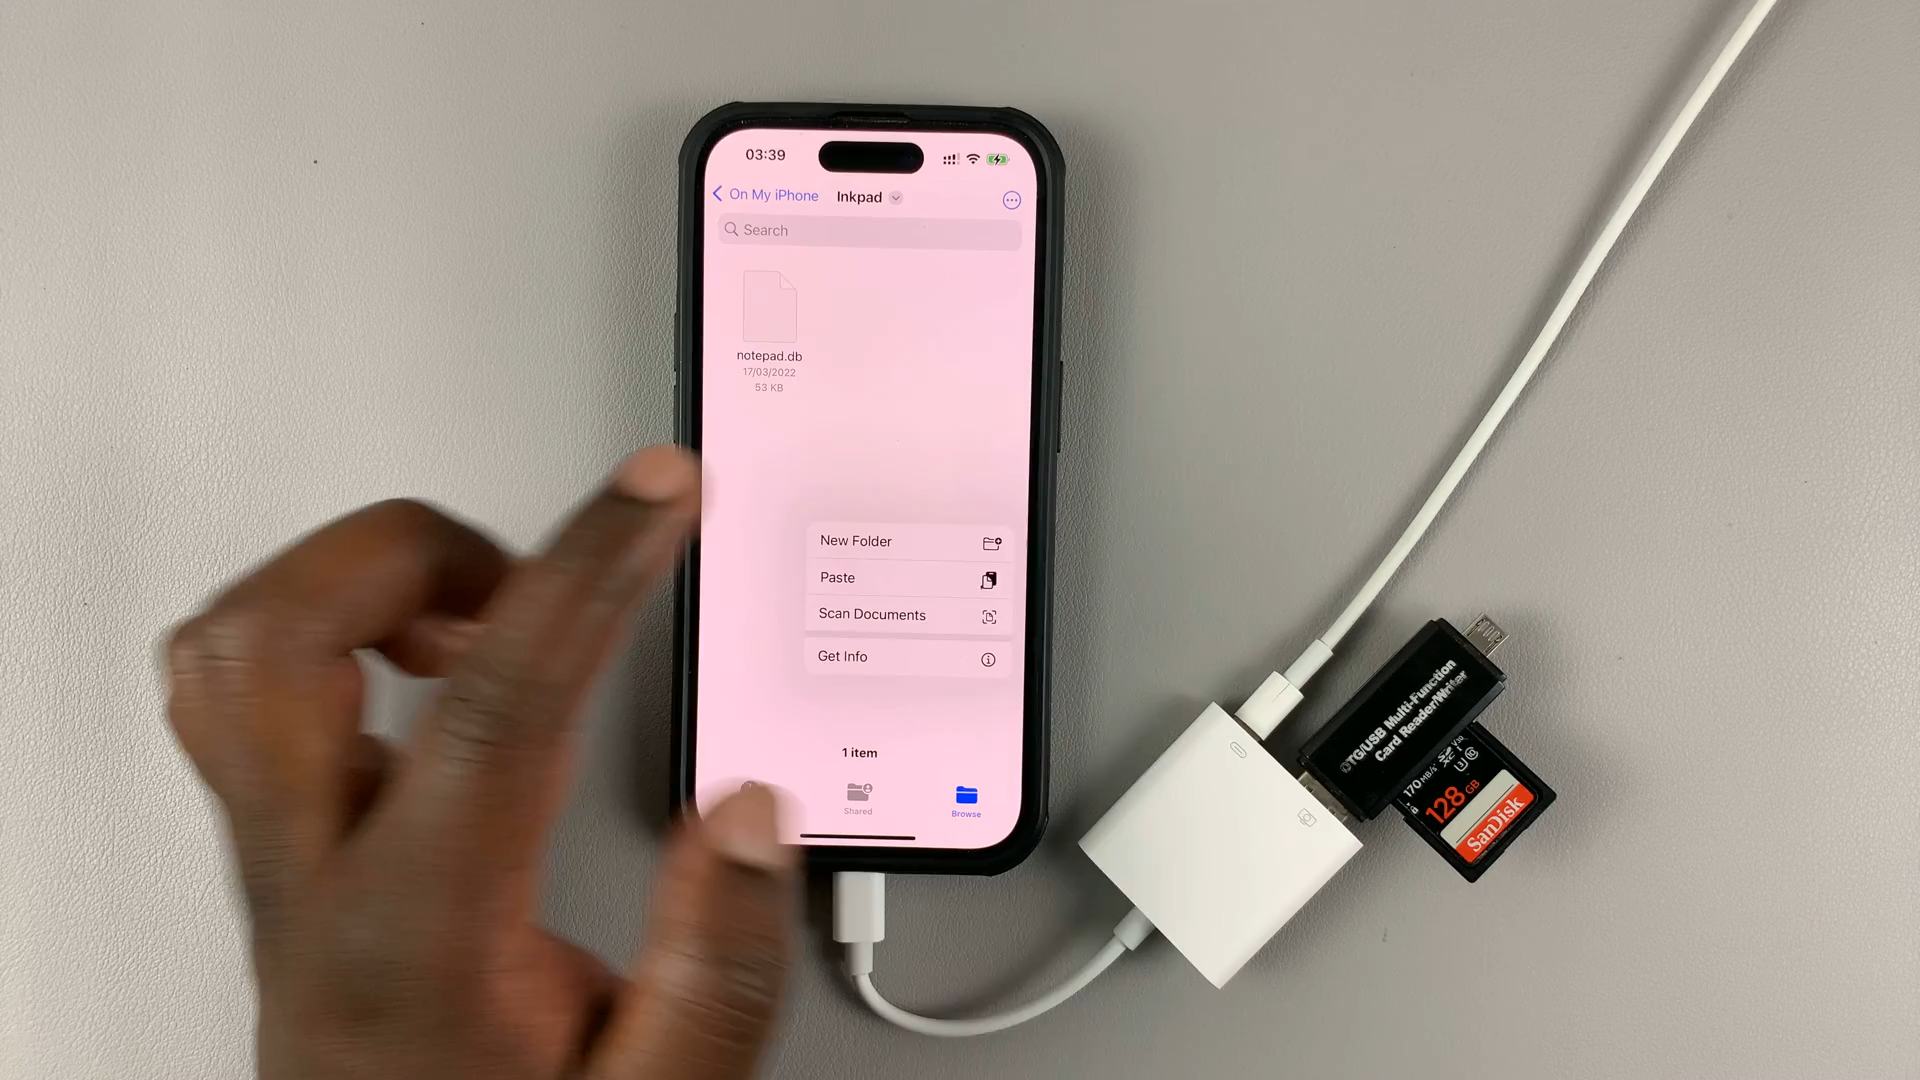 03:39
On My iPhone
Inkpad
Search
notepad.db
17/03/2022
53 KB
New Folder
Paste
Scan Documents
Get Info
1 item
Shared
Browse
OTG/USB Multi-Function
Card Reader/Writer
170 MB/s
V30
128 GB
SanDisk